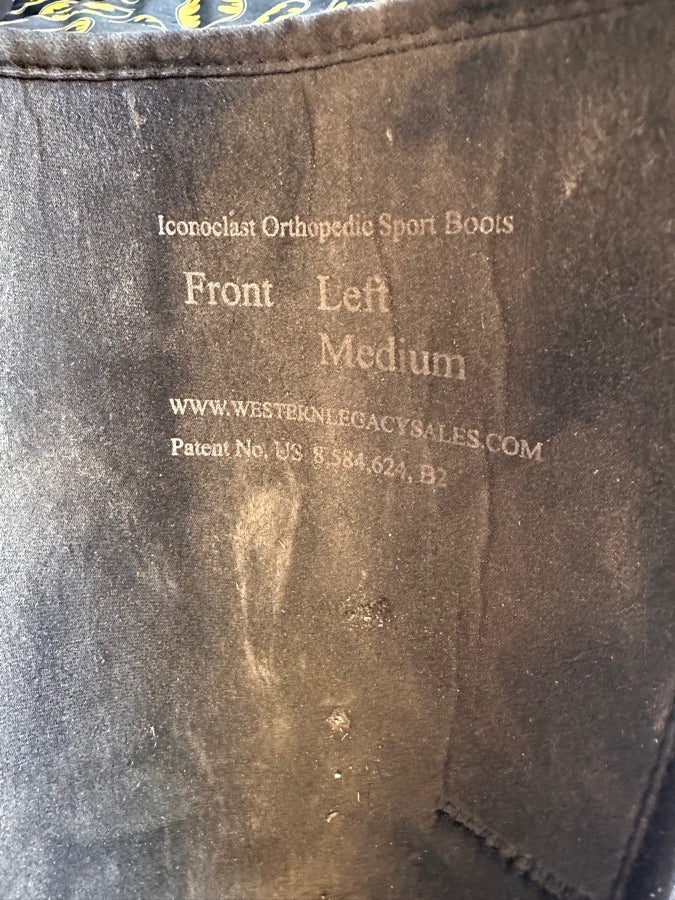 Iconoclast Orthopedic Sport Boots
Front Left
Medium
WWW.WESTERNLEGACYSALES.COM
Patent No. US 8,584,624, B2